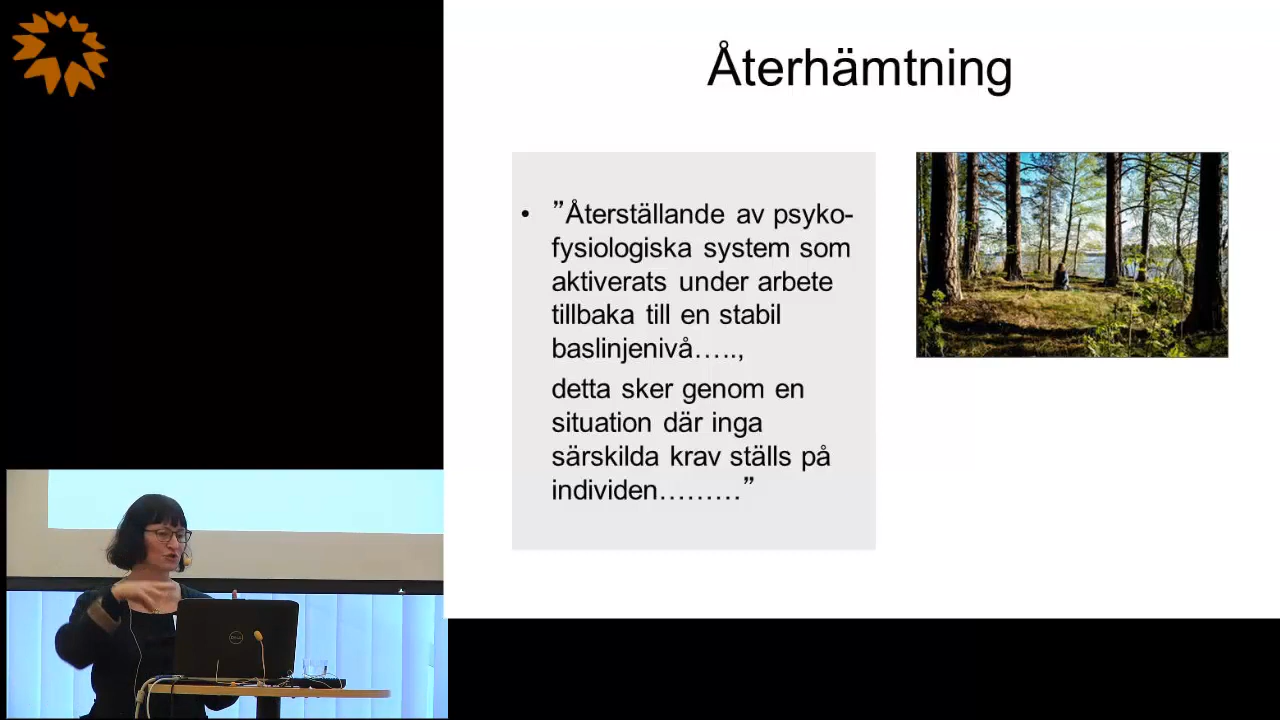 Återhämtning
• ”Återställande av psyko-
fysiologiska system som
aktiverats under arbete
tillbaka till en stabil
baslinjenivå…..,
detta sker genom en
situation där inga
särskilda krav ställs på
individen………”
DELL